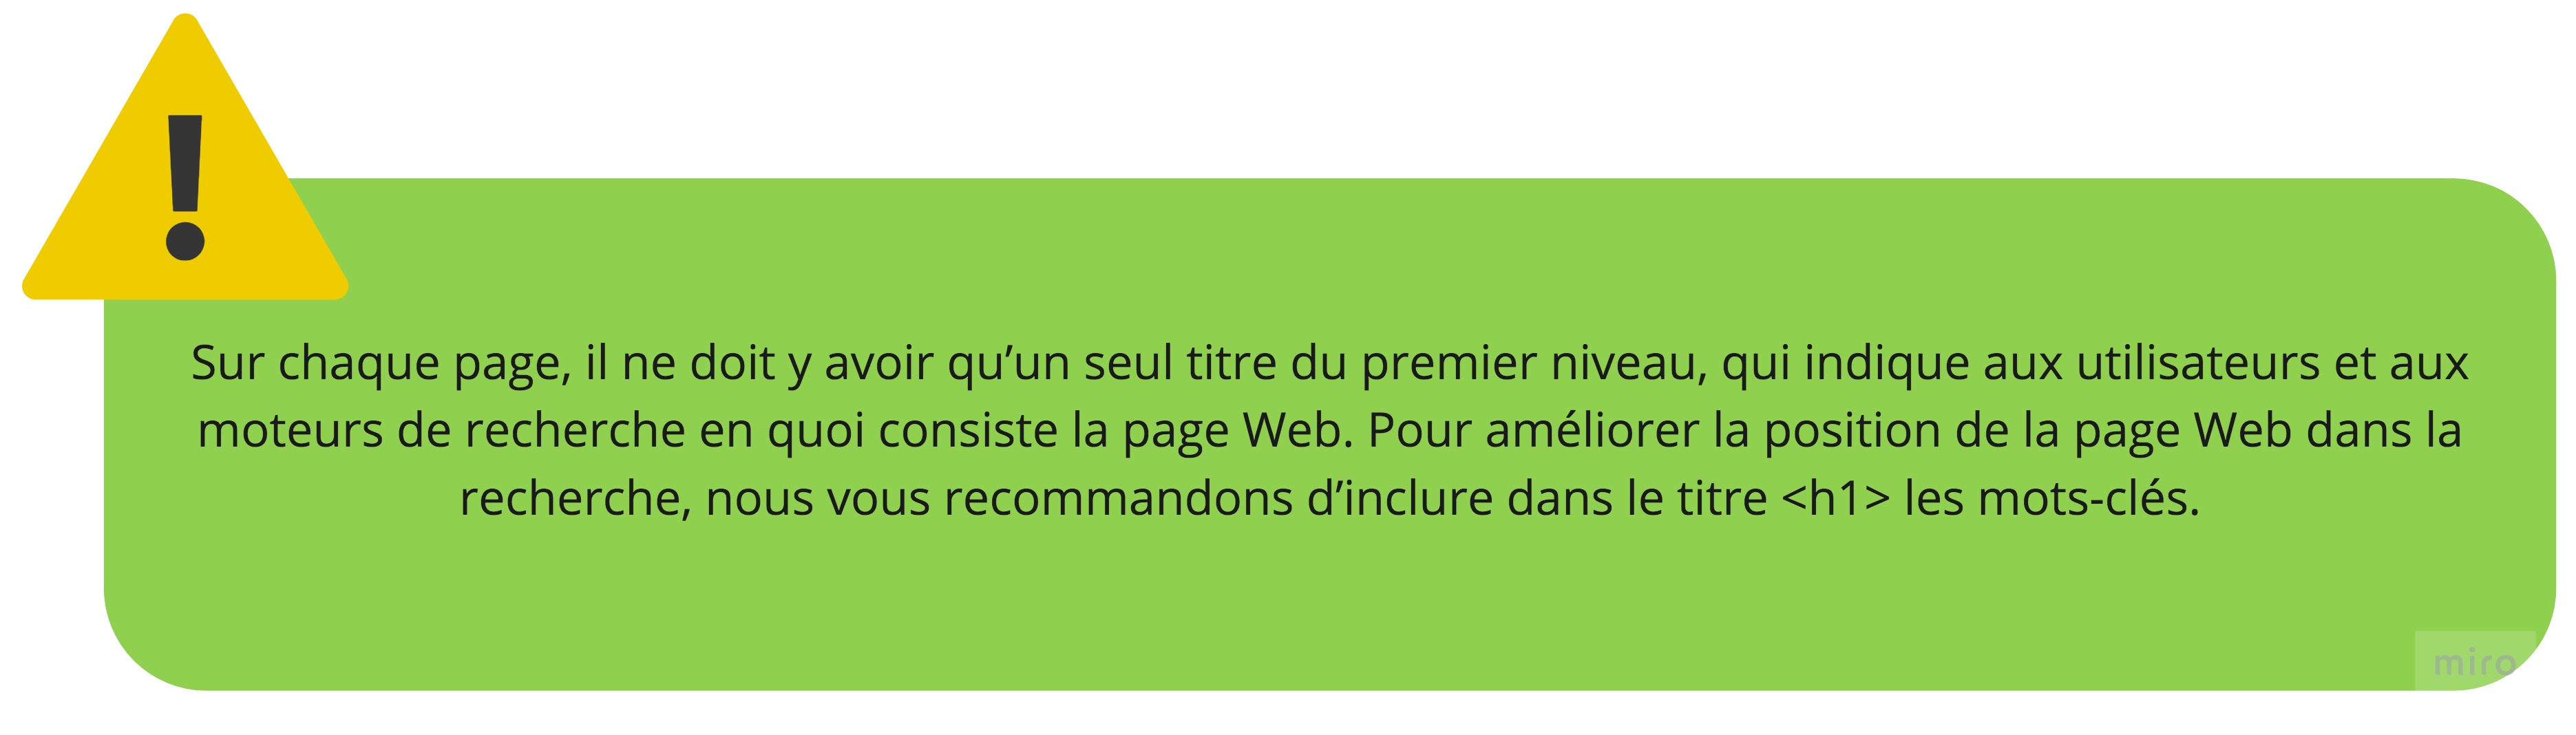 !
Sur chaque page, il ne doit y avoir qu’un seul titre du premier niveau, qui indique aux utilisateurs et aux
moteurs de recherche en quoi consiste la page Web. Pour améliorer la position de la page Web dans la
recherche, nous vous recommandons d’inclure dans le titre <h1> les mots-clés.
miro